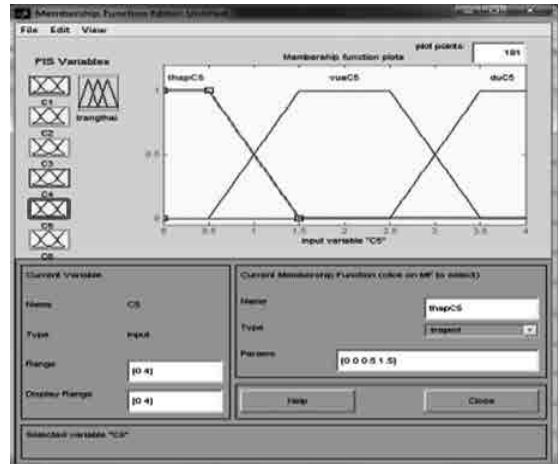 Membership Function Editor: Untitled
File Edit View
FIS Variables
plot points: 181
Membership function plots
thapC5 vuaC5 duC5
C1
trangthai
C2
C3
C4
C5
C6
1
0.5
0
0 0.5 1 1.5 2 2.5 3 3.5 4
input variable "C5"
Current Variable
Name C5
Type input
Range [0 4]
Display Range [0 4]
Current Membership Function (click on MF to select)
Name thapC5
Type trapmf
Params [0 0 0.5 1.5]
Help Close
Selected variable "C5"